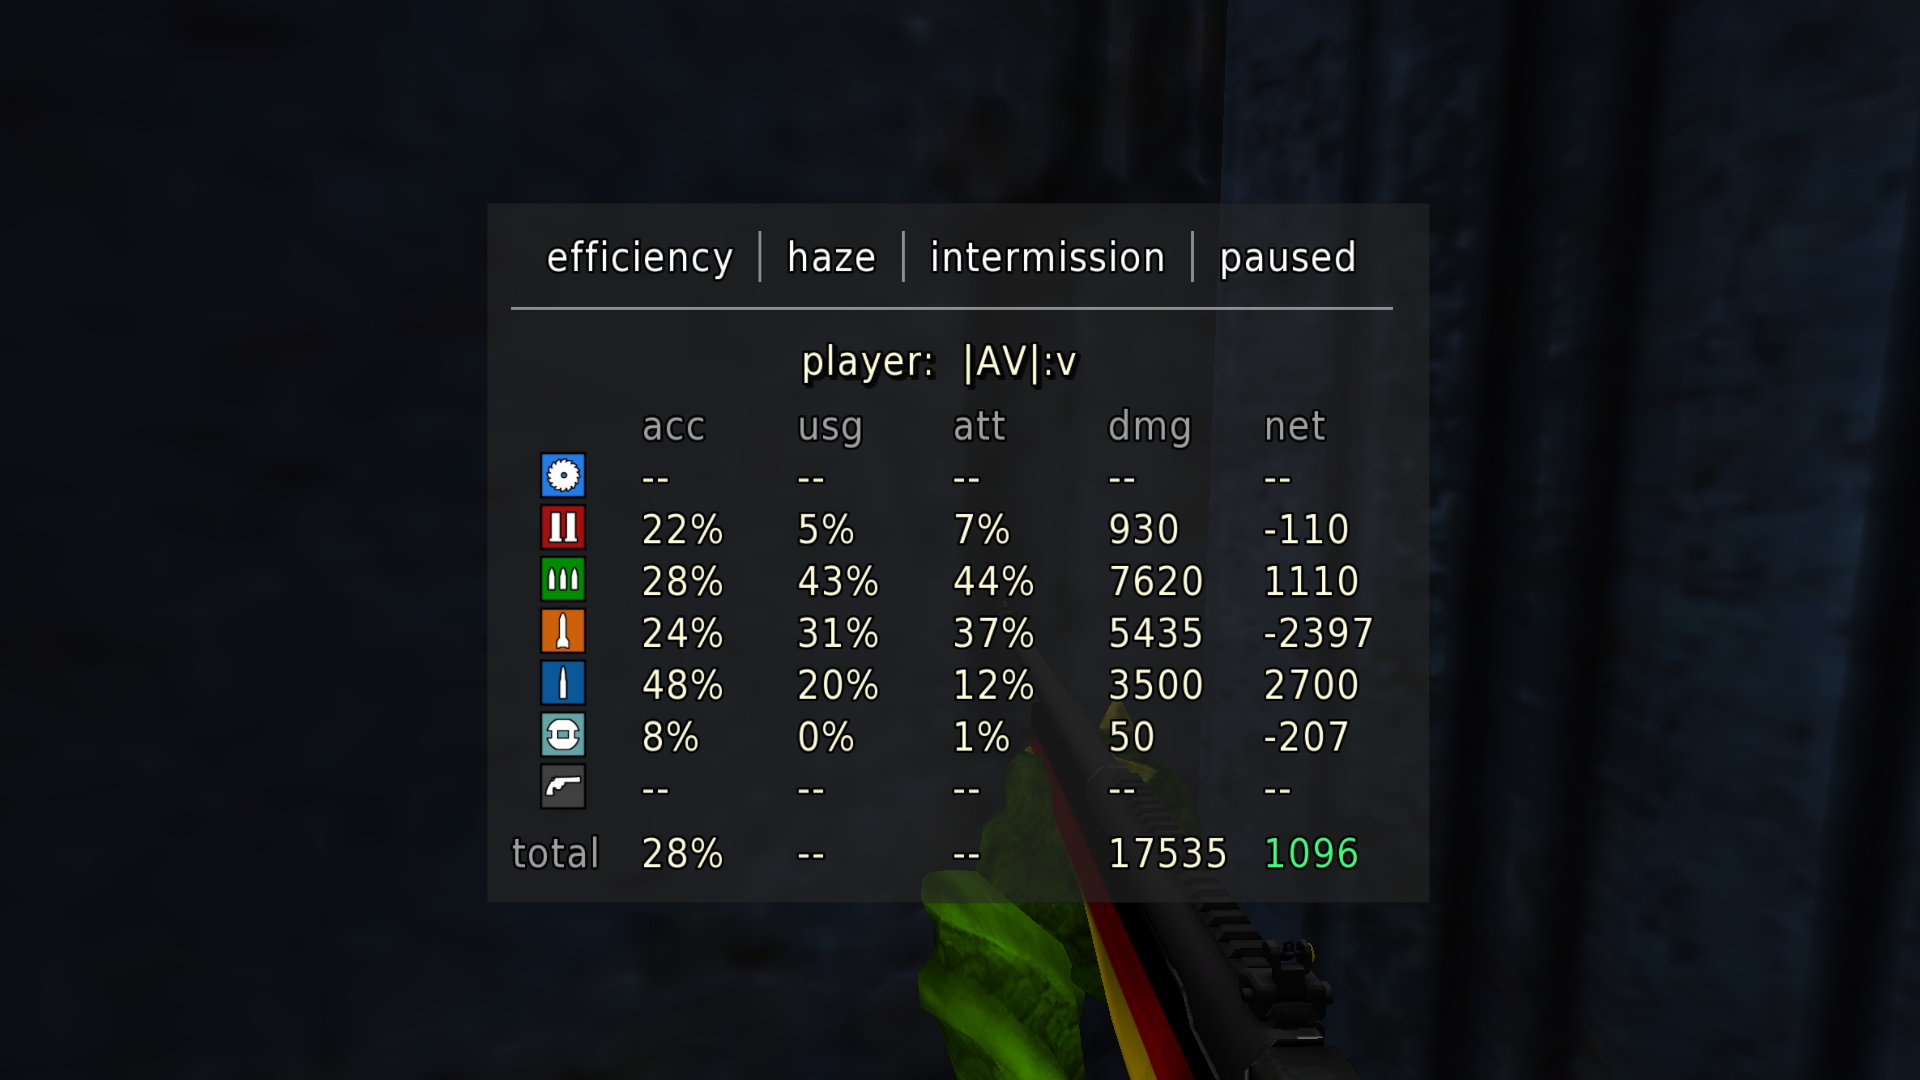 efficiency | haze | intermission | paused
player: |AV|:v
acc usg att dmg net
-- -- -- -- --
22% 5% 7% 930 -110
28% 43% 44% 7620 1110
24% 31% 37% 5435 -2397
48% 20% 12% 3500 2700
8% 0% 1% 50 -207
-- -- -- -- --
total 28% -- -- 17535 1096